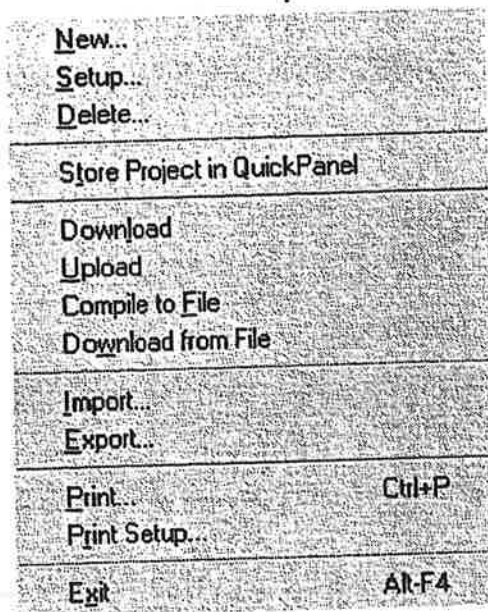 New...
Setup...
Delete...
Store Project in QuickPanel
Download
Upload
Compile to File
Download from File
Import...
Export...
Print... Ctrl+P
Print Setup...
Exit Alt-F4